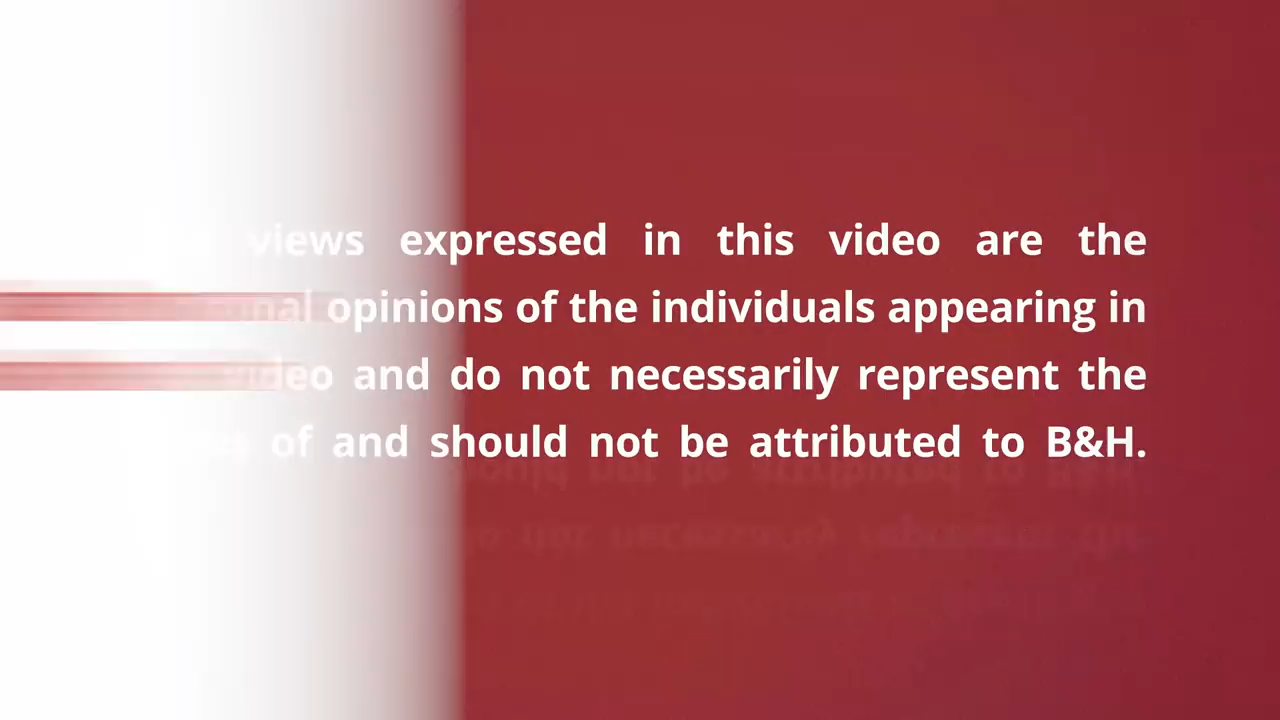 views expressed in this video are the
opinions of the individuals appearing in
video and do not necessarily represent the
of and should not be attributed to B&H.